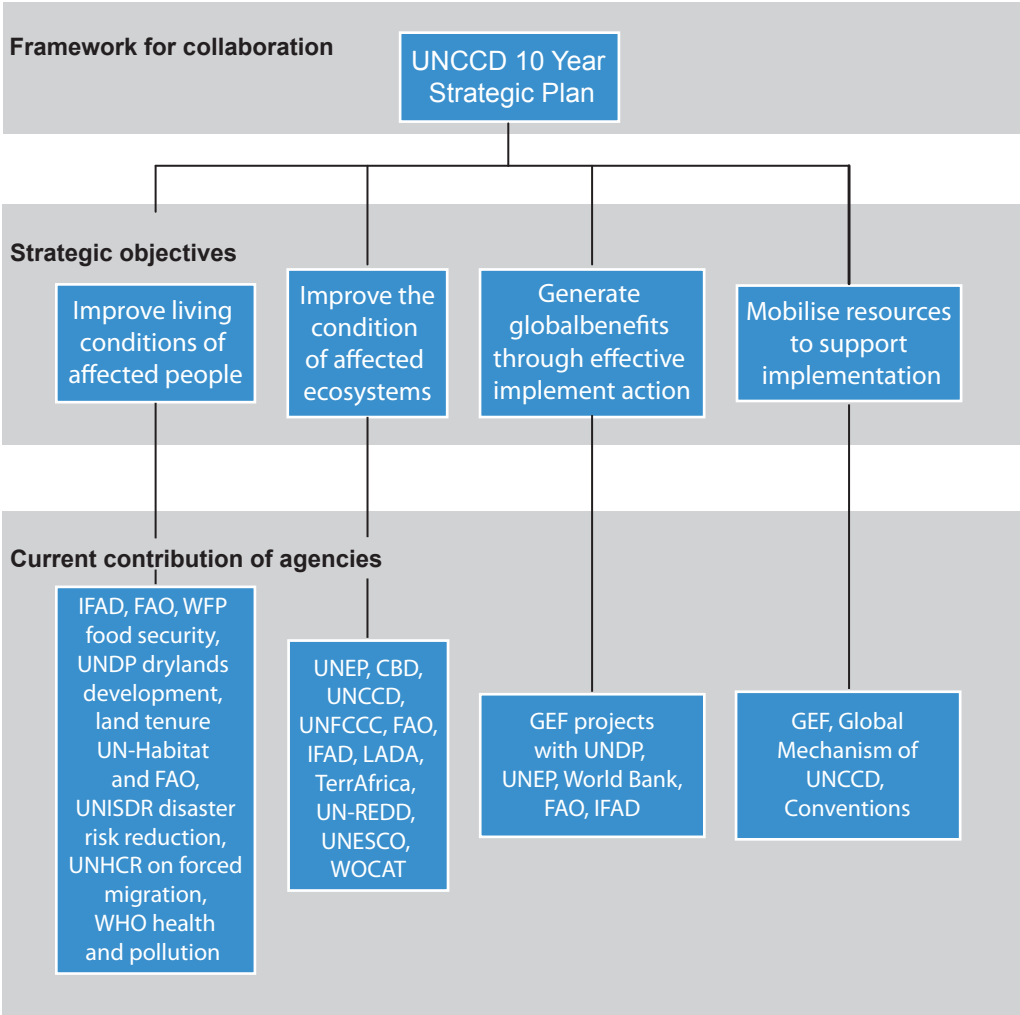 Framework for collaboration
UNCCD 10 Year
Strategic Plan
Strategic objectives
Improve living
conditions of
affected people
Improve the
condition
of affected
ecosystems
Generate
globalbenefits
through effective
implement action
Mobilise resources
to support
implementation
Current contribution of agencies
IFAD, FAO, WFP
food security,
UNDP drylands
development,
land tenure
UN-Habitat
and FAO,
UNISDR disaster
risk reduction,
UNHCR on forced
migration,
WHO health
and pollution
UNEP, CBD,
UNCCD,
UNFCCC, FAO,
IFAD, LADA,
TerrAfrica,
UN-REDD,
UNESCO,
WOCAT
GEF projects
with UNDP,
UNEP, World Bank,
FAO, IFAD
GEF, Global
Mechanism of
UNCCD,
Conventions